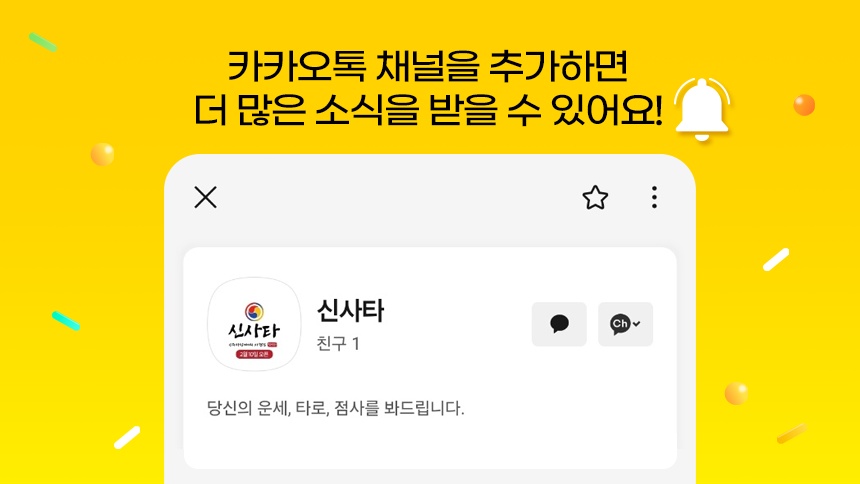 카카오톡 채널을 추가하면
더 많은 소식을 받을 수 있어요!
신사타
2월10일 오픈
신사타
친구 1
Ch
당신의 운세, 타로, 점사를 봐드립니다.